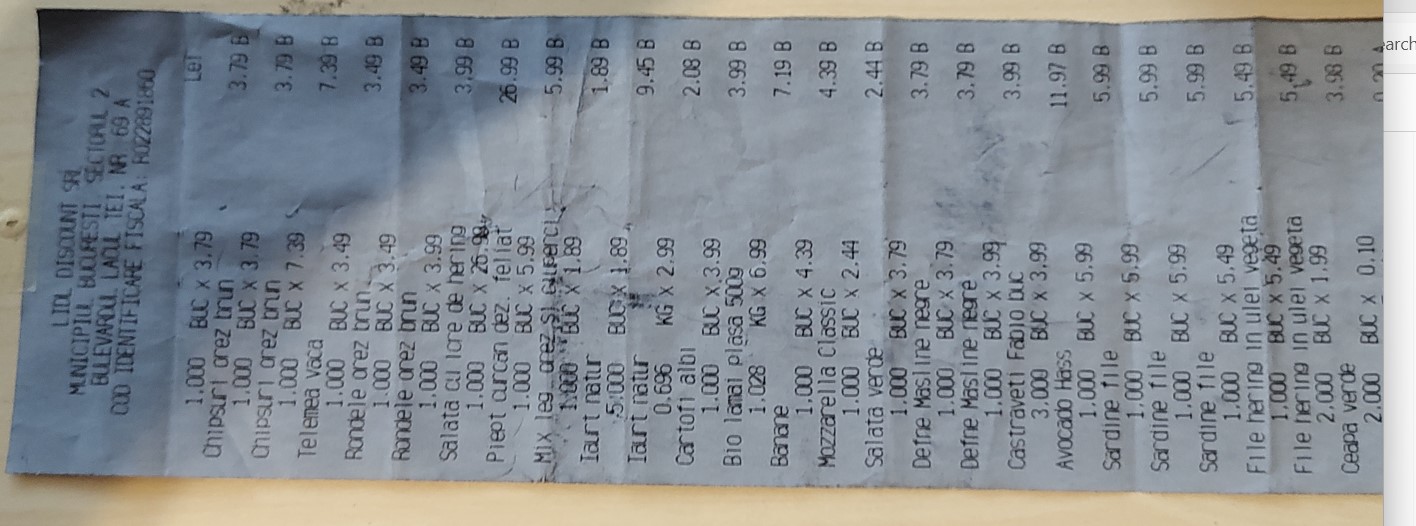 LIDL DISCOUNT SRL
MUNICIPIUL BUCURESTI SECTORUL 2
BULEVARDUL LACUL TEI. NR 69 A
COD IDENTIFICARE FISCALA: RO22891860
Lei
1.000 BUC X 3.79
Chipsuri orez brun 3.79 B
1.000 BUC X 3.79
Chipsuri orez brun 3.79 B
1.000 BUC X 7.39
Telemea vaca 7.39 B
1.000 BUC X 3.49
Rondele orez brun 3.49 B
1.000 BUC X 3.49
Rondele orez brun 3.49 B
1.000 BUC X 3.99
Salata cu icre de hering 3.99 B
1.000 BUC X 26.99
Piept curcan dez. feliat 26.99 B
1.000 BUC X 5.99
Mix leg orez si 5.99 B
1.000 BUC X 1.89
Iaurt natur 1.89 B
5.000 BUC X 1.89
Iaurt natur 9.45 B
0.696 KG X 2.99
Cartofi albi 2.08 B
1.000 BUC X 3.99
Bio lamai plasa 500g 3.99 B
1.028 KG X 6.99
Banane 7.19 B
1.000 BUC X 4.39
Mozzarella Classic 4.39 B
1.000 BUC X 2.44
Salata verde 2.44 B
1.000 BUC X 3.79
Defne Masline negre 3.79 B
1.000 BUC X 3.79
Defne Masline negre 3.79 B
1.000 BUC X 3.99
Castraveti Fabio buc 3.99 B
3.000 BUC X 3.99
Avocado Hass 11.97 B
1.000 BUC X 5.99
Sardine file 5.99 B
1.000 BUC X 5.99
Sardine file 5.99 B
1.000 BUC X 5.99
Sardine file 5.99 B
1.000 BUC X 5.49
File hering in ulei vegeta 5.49 B
1.000 BUC X 5.49
File hering in ulei vegeta 5.49 B
2.000 BUC X 1.99
Ceapa verde 3.98 B
2.000 BUC X 0.10